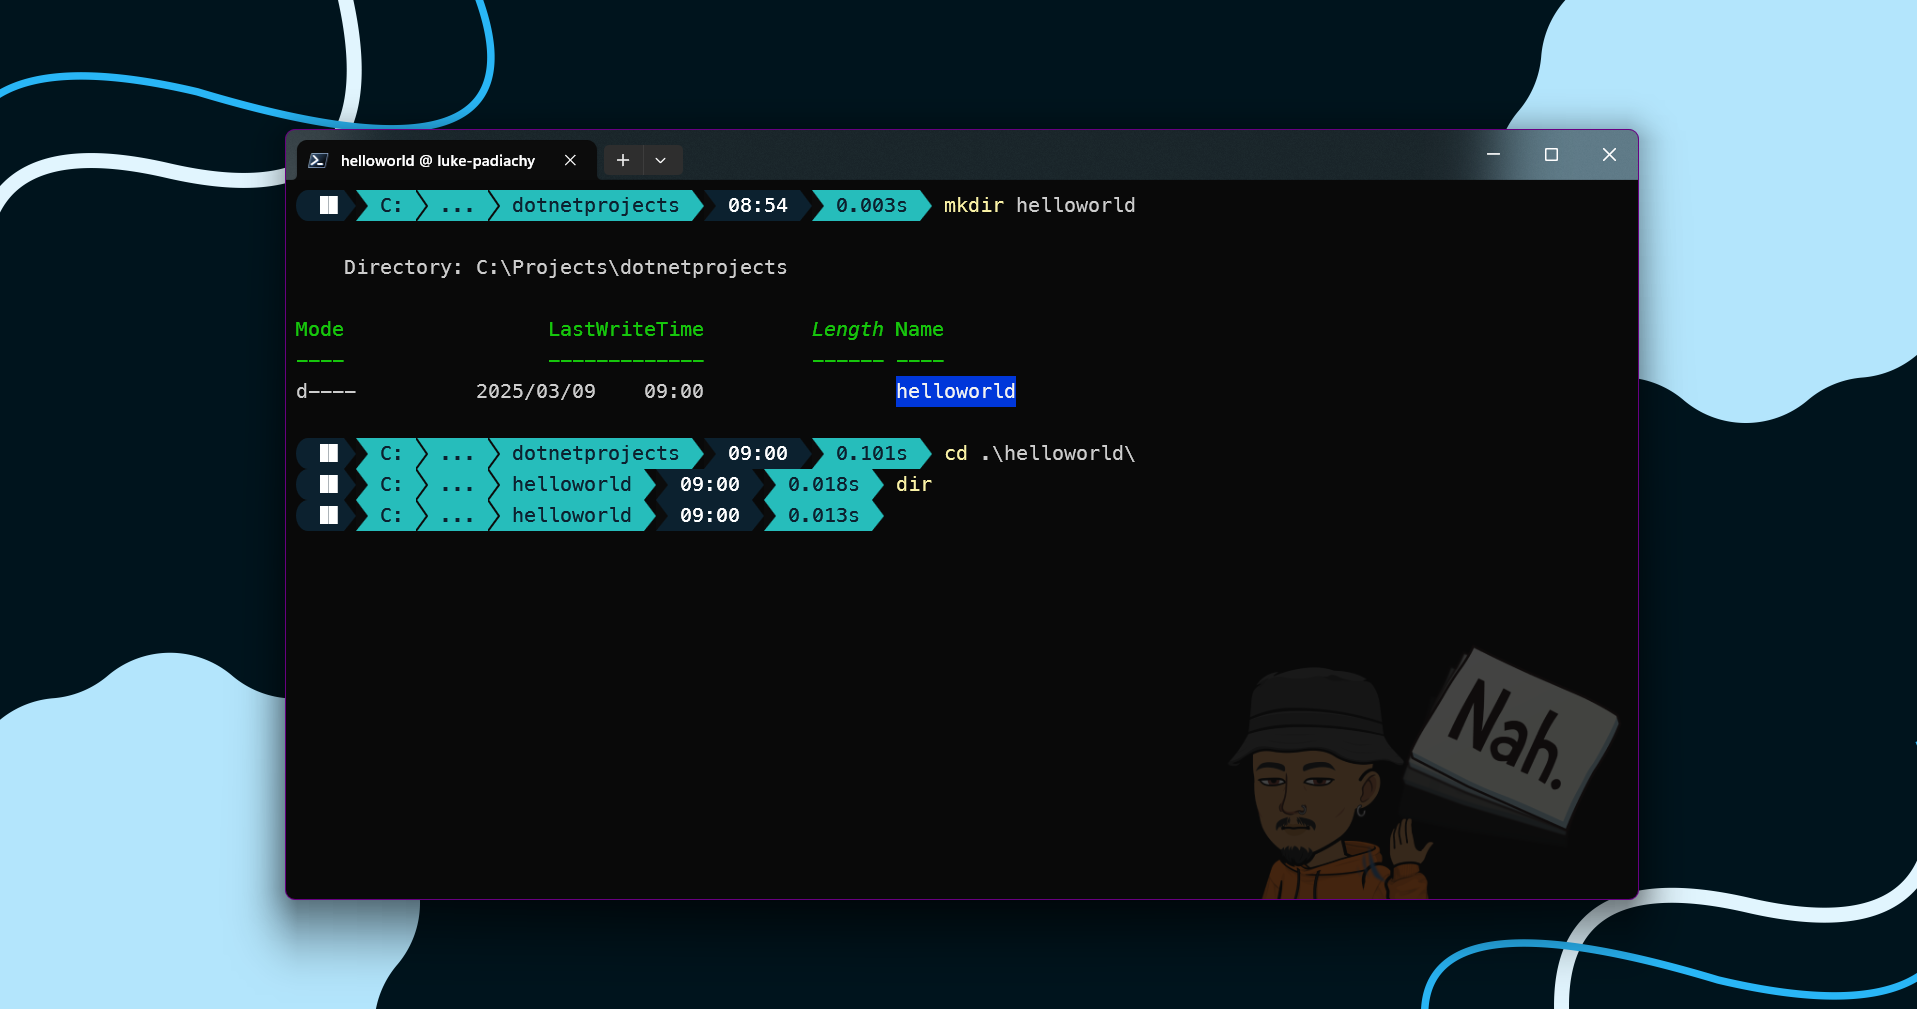 helloworld @ luke-padiachy
C: ... dotnetprojects 08:54 0.003s mkdir helloworld
Directory: C:\Projects\dotnetprojects
Mode LastWriteTime Length Name
---- ------------- ------ ----
d---- 2025/03/09 09:00 helloworld
C: ... dotnetprojects 09:00 0.101s cd .\helloworld\
C: ... helloworld 09:00 0.018s dir
C: ... helloworld 09:00 0.013s
Nah.